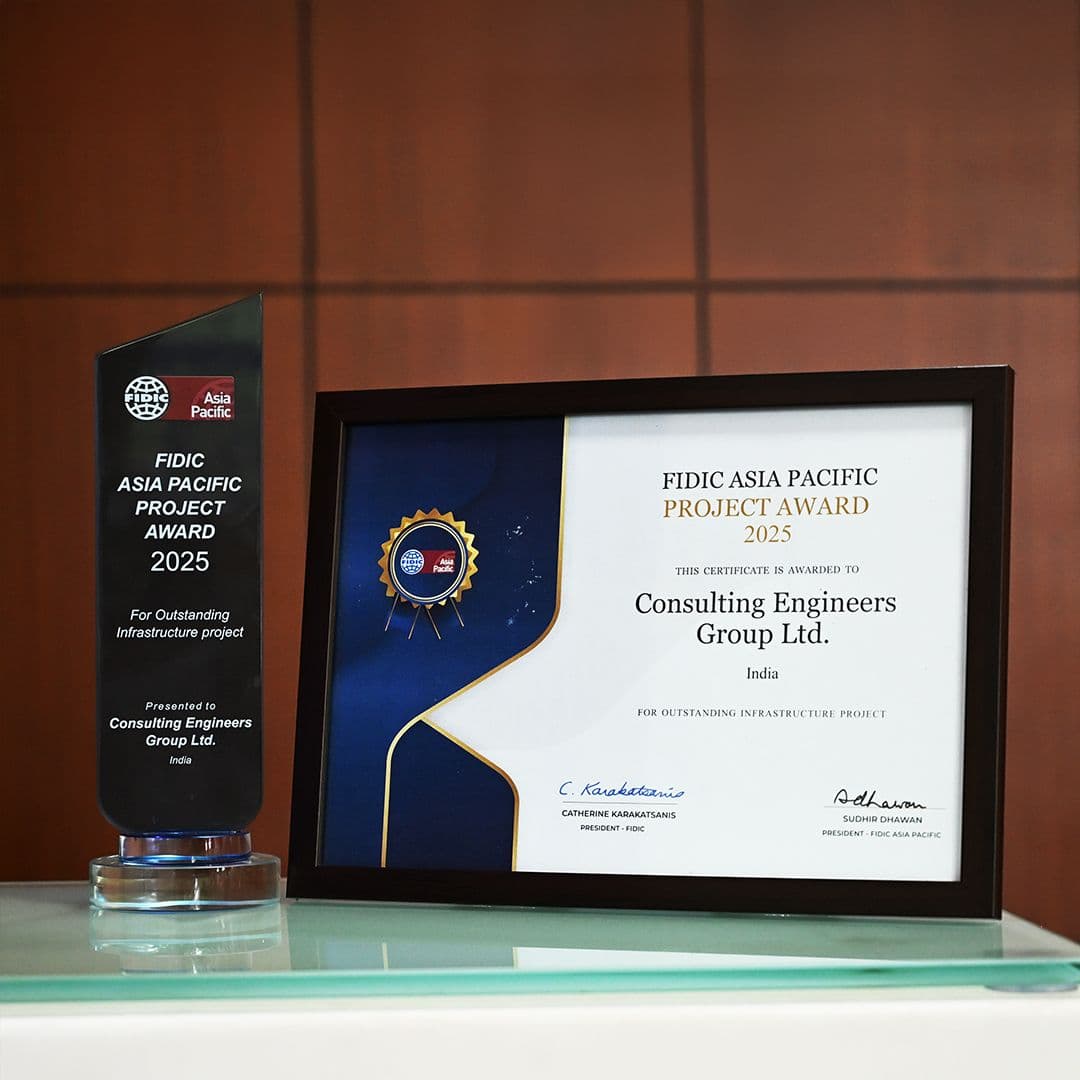 FIDIC
Asia
Pacific
FIDIC
ASIA PACIFIC
PROJECT
AWARD
2025
For Outstanding
Infrastructure project
Presented to
Consulting Engineers
Group Ltd.
India
FIDIC
Asia
Pacific
FIDIC ASIA PACIFIC
PROJECT AWARD
2025
THIS CERTIFICATE IS AWARDED TO
Consulting Engineers
Group Ltd.
India
FOR OUTSTANDING INFRASTRUCTURE PROJECT
C. Karakatsanis
CATHERINE KARAKATSANIS
PRESIDENT - FIDIC
SDhawan
SUDHIR DHAWAN
PRESIDENT - FIDIC ASIA PACIFIC